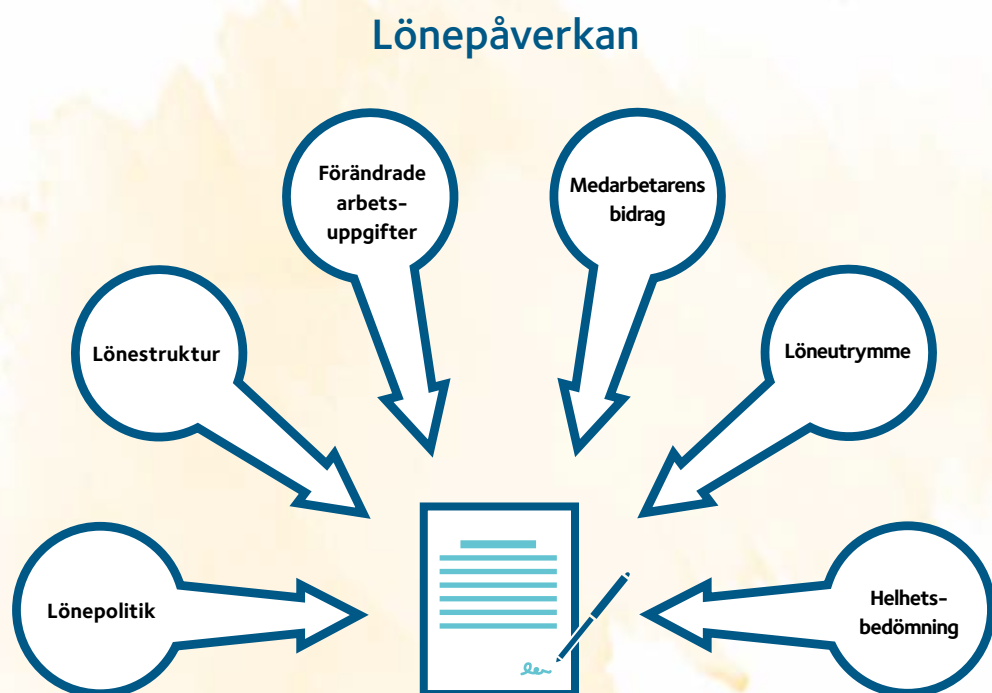 Lönepåverkan
Förändrade
arbets-
uppgifter
Medarbetarens
bidrag
Lönestruktur
Löneutrymme
Lönepolitik
Helhets-
bedömning